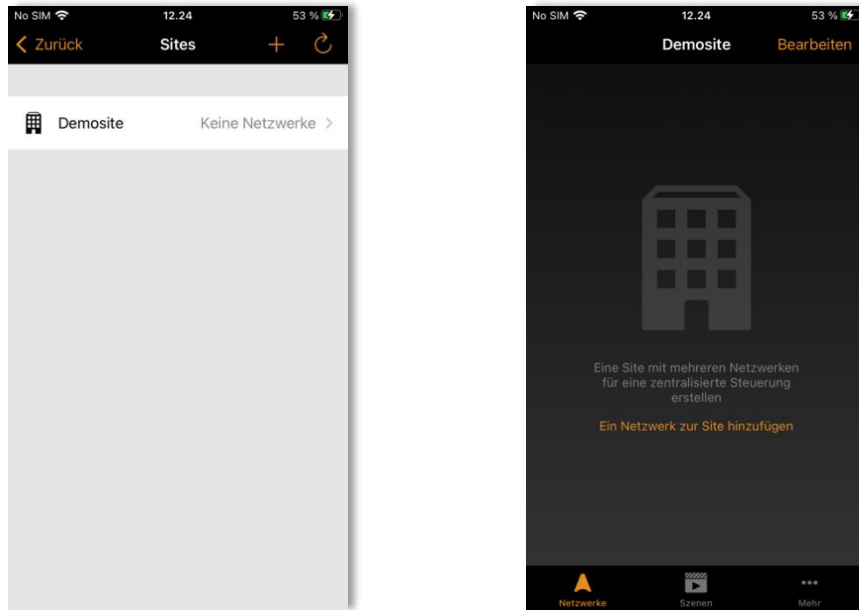 No SIM 12.24 53 %
Zurück Sites
Demosite Keine Netzwerke
No SIM 12.24 53 %
Demosite Bearbeiten
Eine Site mit mehreren Netzwerken
für eine zentralisierte Steuerung
erstellen
Ein Netzwerk zur Site hinzufügen
Netzwerke Szenen Mehr